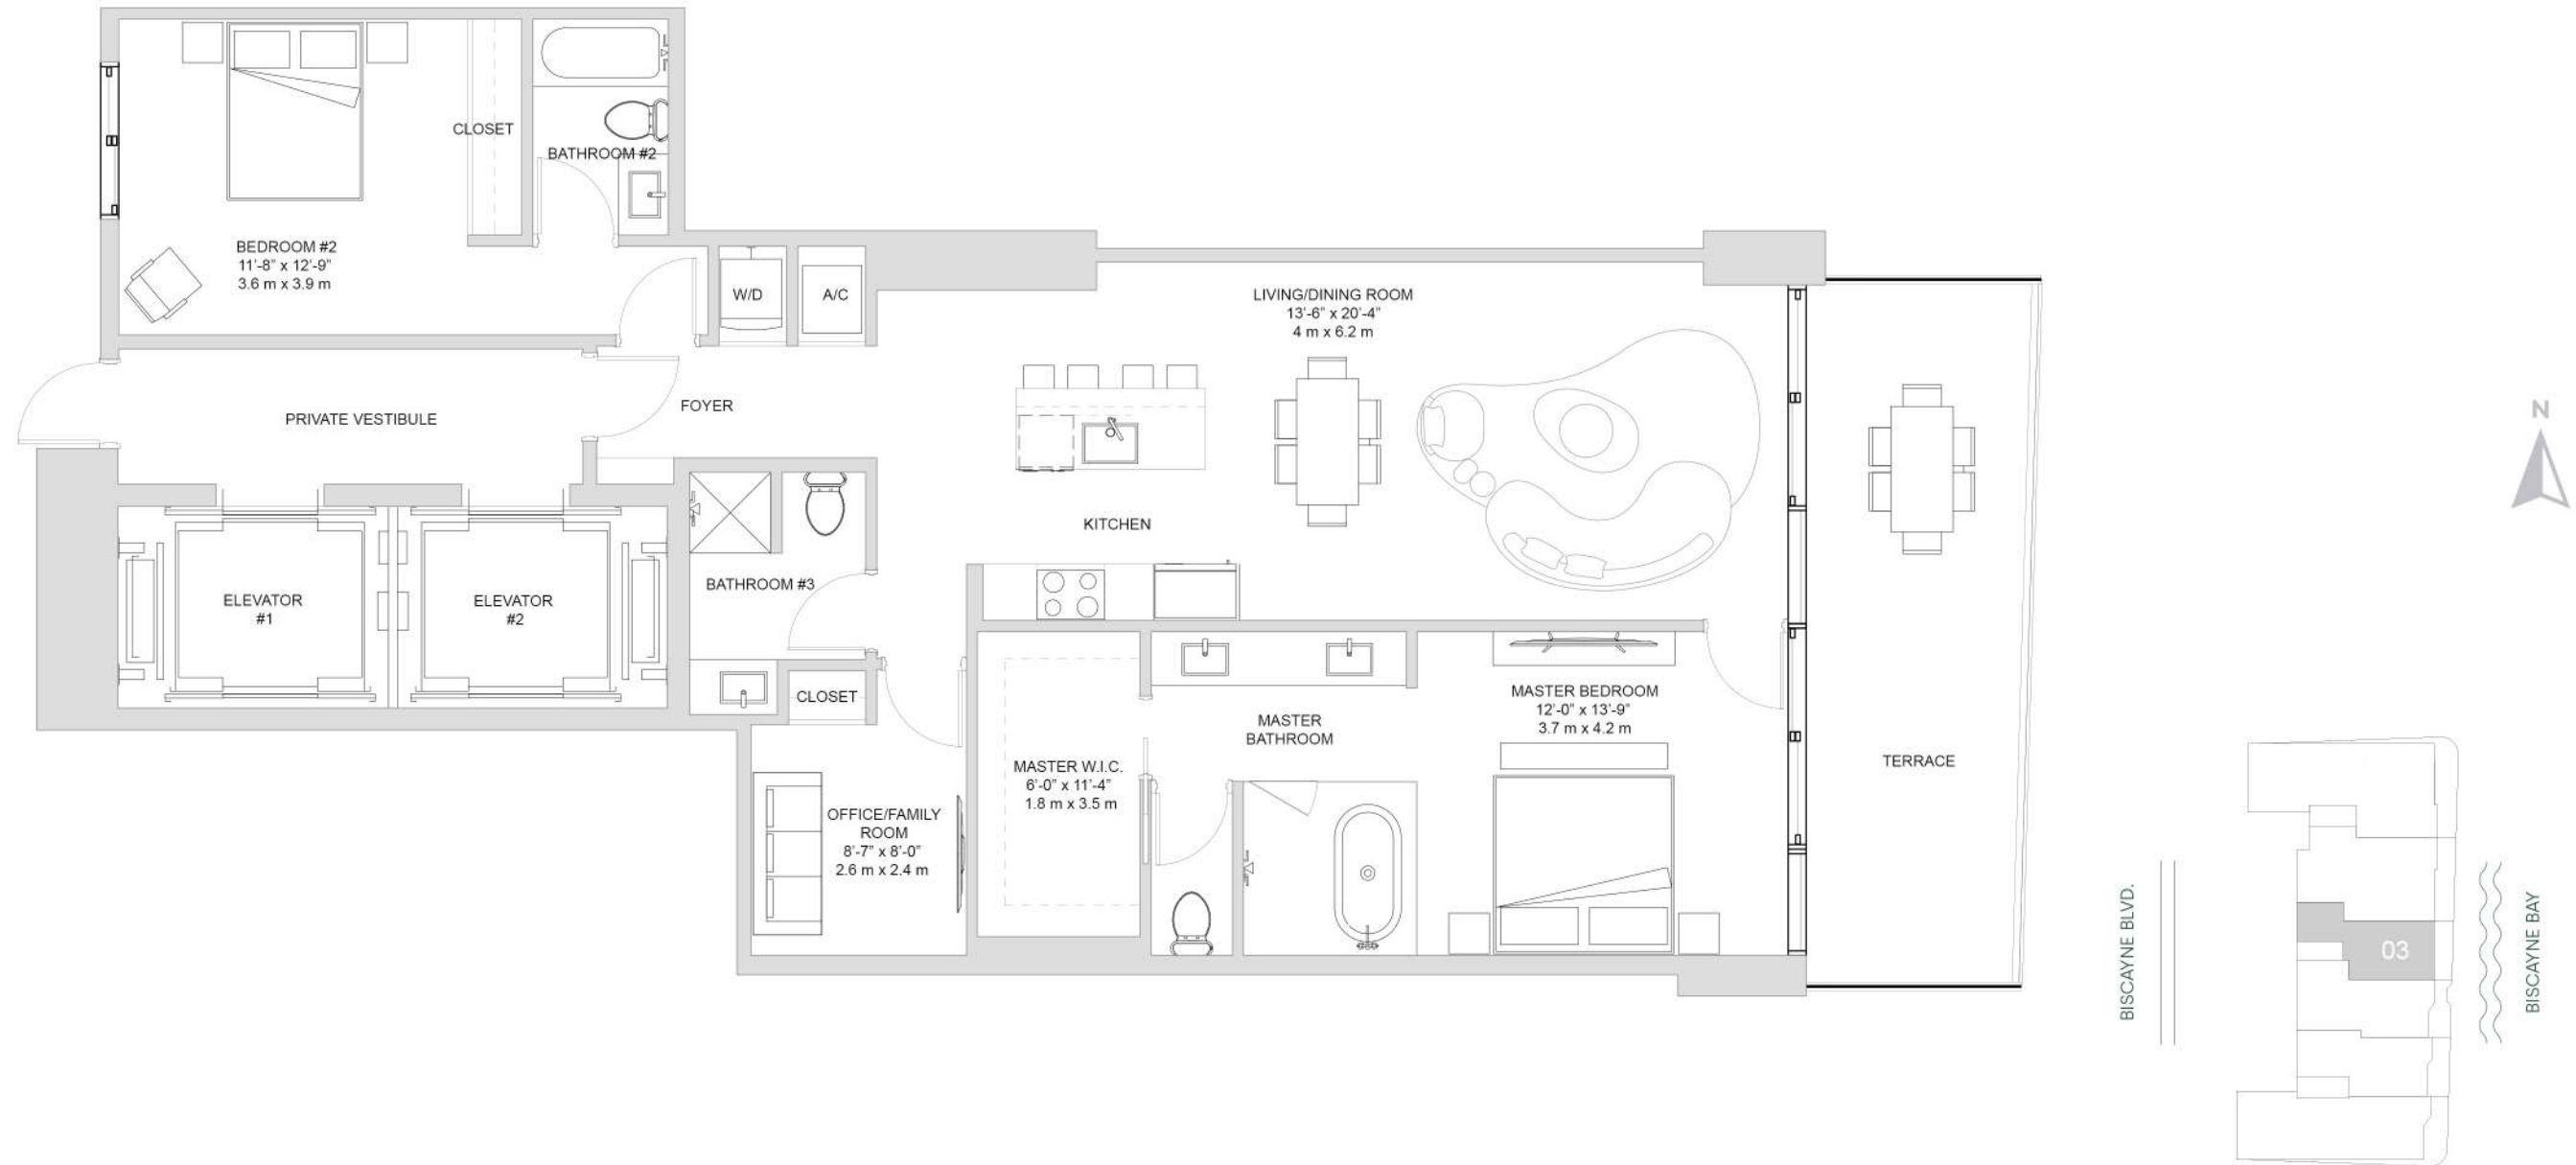 CLOSET
BATHROOM #2
BEDROOM #2
11'-8" x 12'-9"
3.6 m x 3.9 m
W/D
A/C
LIVING/DINING ROOM
13'-6" x 20'-4"
4 m x 6.2 m
FOYER
PRIVATE VESTIBULE
N
KITCHEN
BATHROOM #3
ELEVATOR
#1
ELEVATOR
#2
CLOSET
MASTER BEDROOM
12'-0" x 13'-9"
3.7 m x 4.2 m
MASTER
BATHROOM
MASTER W.I.C.
6'-0" x 11'-4"
1.8 m x 3.5 m
TERRACE
OFFICE/FAMILY
ROOM
8'-7" x 8'-0"
2.6 m x 2.4 m
BISCAYNE BLVD.
03
BISCAYNE BAY